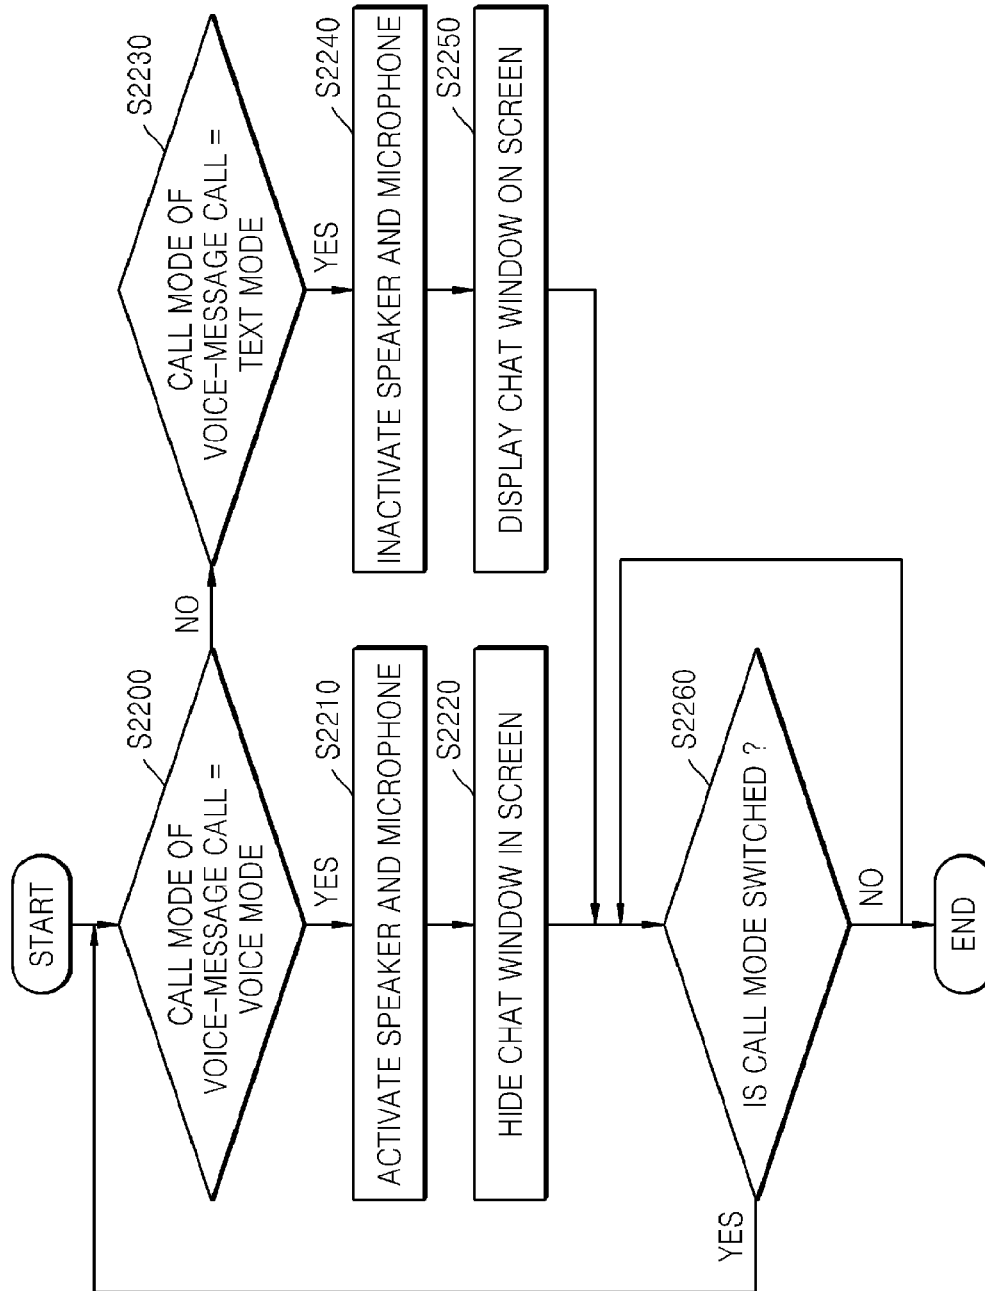 START
CALL MODE OF
VOICE-MESSAGE CALL =
VOICE MODE
S2200
NO
YES
ACTIVATE SPEAKER AND MICROPHONE
S2210
HIDE CHAT WINDOW IN SCREEN
S2220
CALL MODE OF
VOICE-MESSAGE CALL =
TEXT MODE
S2230
YES
INACTIVATE SPEAKER AND MICROPHONE
S2240
DISPLAY CHAT WINDOW ON SCREEN
S2250
IS CALL MODE SWITCHED ?
S2260
YES
NO
END